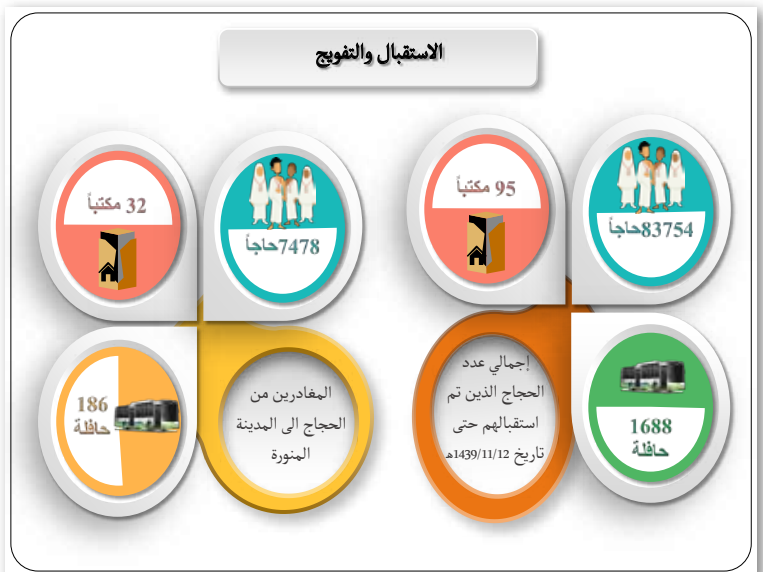 الاستقبال والتفويج
83754حاجاً
95 مكتباً
إجمالي عدد
الحجاج الذين تم
استقبالهم حتى
تاريخ 1439/11/12هـ
1688
حافلة
7478حاجاً
32 مكتباً
المغادرين من
الحجاج الى المدينة
المنورة
186
حافلة